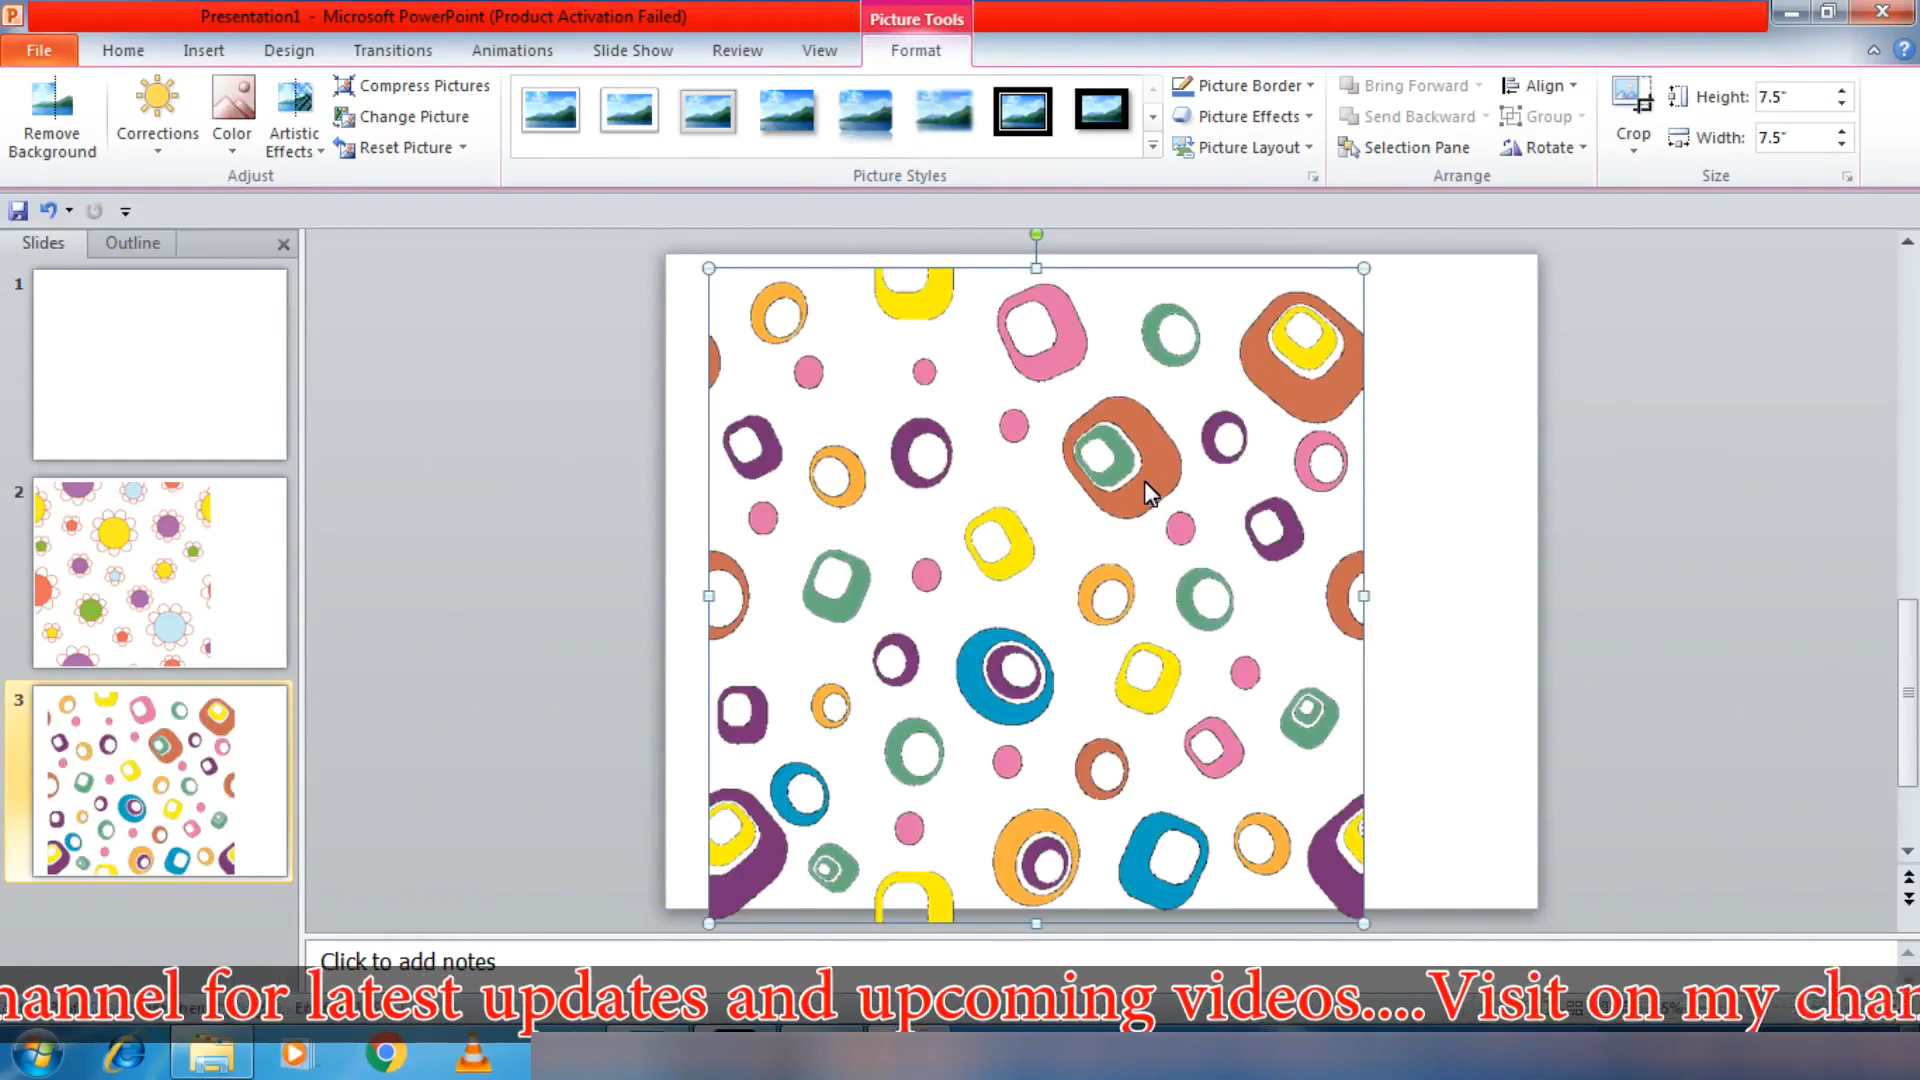 Presentation1 - Microsoft PowerPoint (Product Activation Failed)
Picture Tools
File Home Insert Design Transitions Animations Slide Show Review View Format
Remove Background
Corrections
Color
Artistic Effects
Compress Pictures
Change Picture
Reset Picture
Adjust
Picture Styles
Picture Border
Picture Effects
Picture Layout
Bring Forward
Send Backward
Selection Pane
Align
Group
Rotate
Arrange
Crop
Height: 7.5"
Width: 7.5"
Size
Slides Outline
1
2
3
Click to add notes
hannel for latest updates and upcoming videos....Visit on my chan